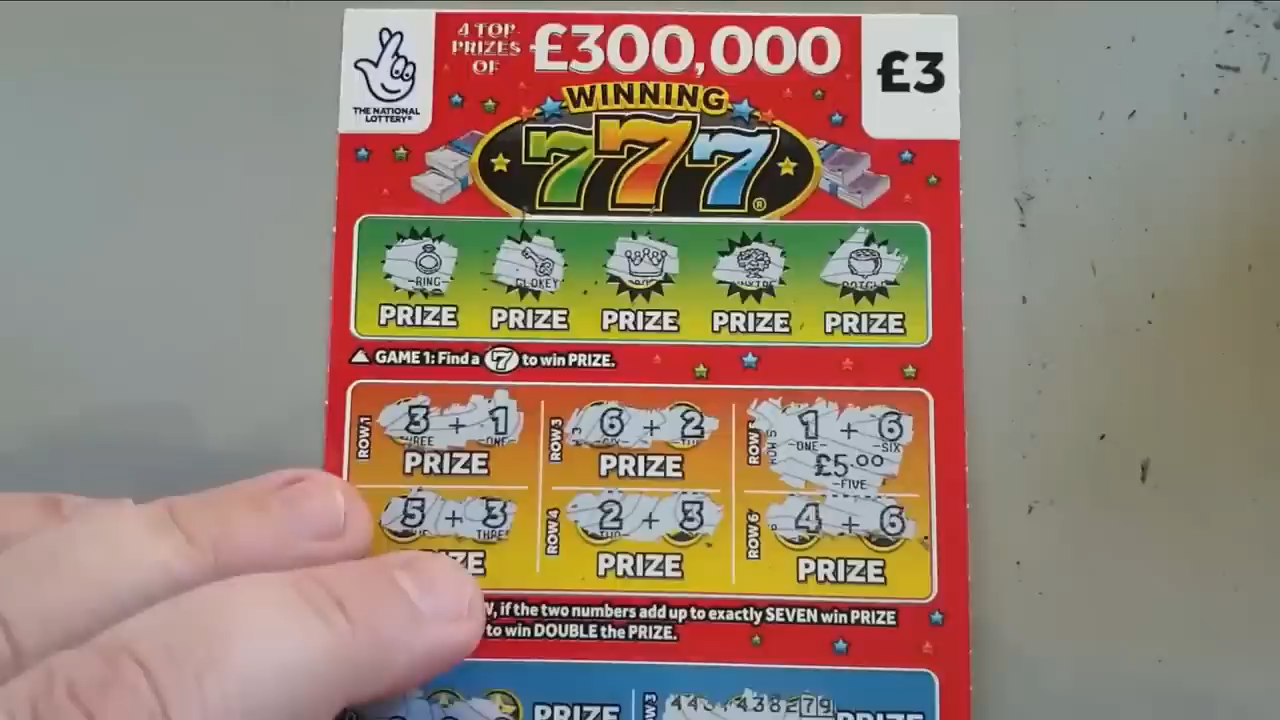 4 TOP PRIZES OF £300,000
£3
THE NATIONAL LOTTERY®
WINNING
777®
RING
PRIZE PRIZE PRIZE PRIZE PRIZE
GAME 1: Find a 7 to win PRIZE.
ROW 1 3 + 1
ONE
PRIZE
ROW 3 6 + 2
PRIZE
ROW 5 1 + 6
ONE SIX
£5.00
FIVE
5 + 3
ROW 4 2 + 3
PRIZE
ROW 6 4 + 6
PRIZE
if the two numbers add up to exactly SEVEN win PRIZE
to win DOUBLE the PRIZE.
PRIZE
PRIZE